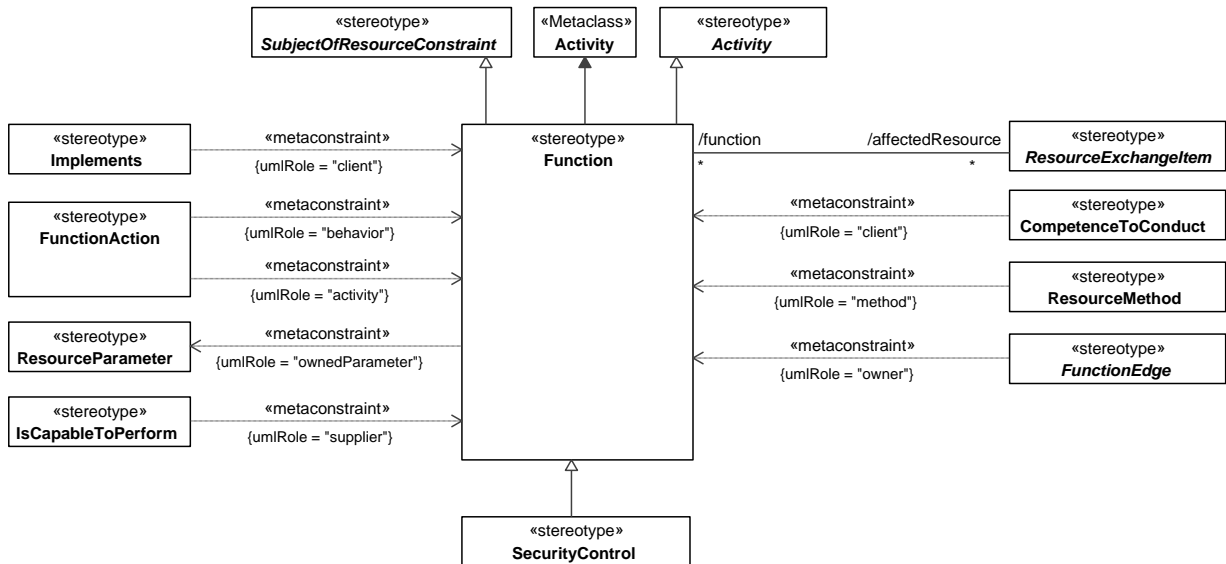 «stereotype»
SubjectOfResourceConstraint
«Metaclass»
Activity
«stereotype»
Activity
«stereotype»
Implements
«metaconstraint»
{umlRole = "client"}
«stereotype»
FunctionAction
«metaconstraint»
{umlRole = "behavior"}
«metaconstraint»
{umlRole = "activity"}
«stereotype»
ResourceParameter
«metaconstraint»
{umlRole = "ownedParameter"}
«stereotype»
IsCapableToPerform
«metaconstraint»
{umlRole = "supplier"}
«stereotype»
Function
/function
/affectedResource
*
*
«stereotype»
ResourceExchangeItem
«metaconstraint»
{umlRole = "client"}
«stereotype»
CompetenceToConduct
«metaconstraint»
{umlRole = "method"}
«stereotype»
ResourceMethod
«metaconstraint»
{umlRole = "owner"}
«stereotype»
FunctionEdge
«stereotype»
SecurityControl